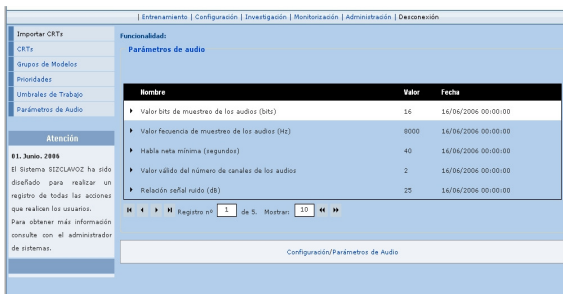 | Entrenamiento | Configuración | Investigación | Monitorización | Administración | Desconexión
Importar CRTs
CRTs
Grupos de Modelos
Prioridades
Umbrales de Trabajo
Parámetros de Audio
Atención
01. Junio. 2006
El Sistema SIZCLAVOZ ha sido
diseñado para realizar un
registro de todas las acciones
que realicen los usuarios.
Para obtener más información
consulte con el administrador
de sistemas.
Funcionalidad:
Parámetros de audio
Nombre Valor Fecha
Valor bits de muestreo de los audios (bits) 16 16/06/2006 00:00:00
Valor fecuencia de muestreo de los audios (Hz) 8000 16/06/2006 00:00:00
Habla neta mínima (segundos) 40 16/06/2006 00:00:00
Valor válido del número de canales de los audios 2 16/06/2006 00:00:00
Relación señal ruido (db) 25 16/06/2006 00:00:00
Registro nº 1 de 5. Mostrar: 10
Configuración/Parámetros de Audio